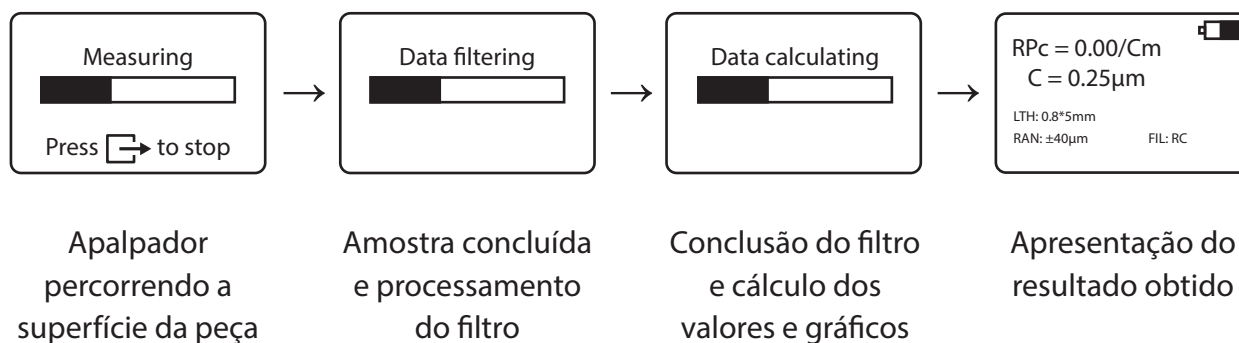 Measuring
Press to stop
Data filtering
Data calculating
RPc = 0.00/Cm
C = 0.25µm
LTH: 0.8*5mm
RAN: ±40µm FIL: RC
Apalpador
percorrendo a
superfície da peça
Amostra concluída
e processamento
do filtro
Conclusão do filtro
e cálculo dos
valores e gráficos
Apresentação do
resultado obtido